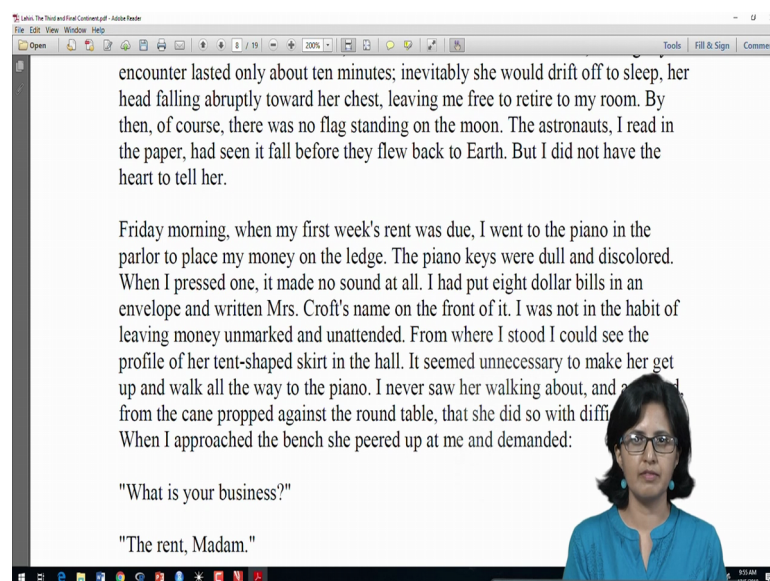 Lahiri. The Third and Final Continent.pdf - Adobe Reader
File Edit View Window Help
Open 8 / 19 200% Tools Fill & Sign Comment
encounter lasted only about ten minutes; inevitably she would drift off to sleep, her
head falling abruptly toward her chest, leaving me free to retire to my room. By
then, of course, there was no flag standing on the moon. The astronauts, I read in
the paper, had seen it fall before they flew back to Earth. But I did not have the
heart to tell her.
Friday morning, when my first week's rent was due, I went to the piano in the
parlor to place my money on the ledge. The piano keys were dull and discolored.
When I pressed one, it made no sound at all. I had put eight dollar bills in an
envelope and written Mrs. Croft's name on the front of it. I was not in the habit of
leaving money unmarked and unattended. From where I stood I could see the
profile of her tent-shaped skirt in the hall. It seemed unnecessary to make her get
up and walk all the way to the piano. I never saw her walking about, and
from the cane propped against the round table, that she did so with
When I approached the bench she peered up at me and demanded:
"What is your business?"
"The rent, Madam."
9:55 AM